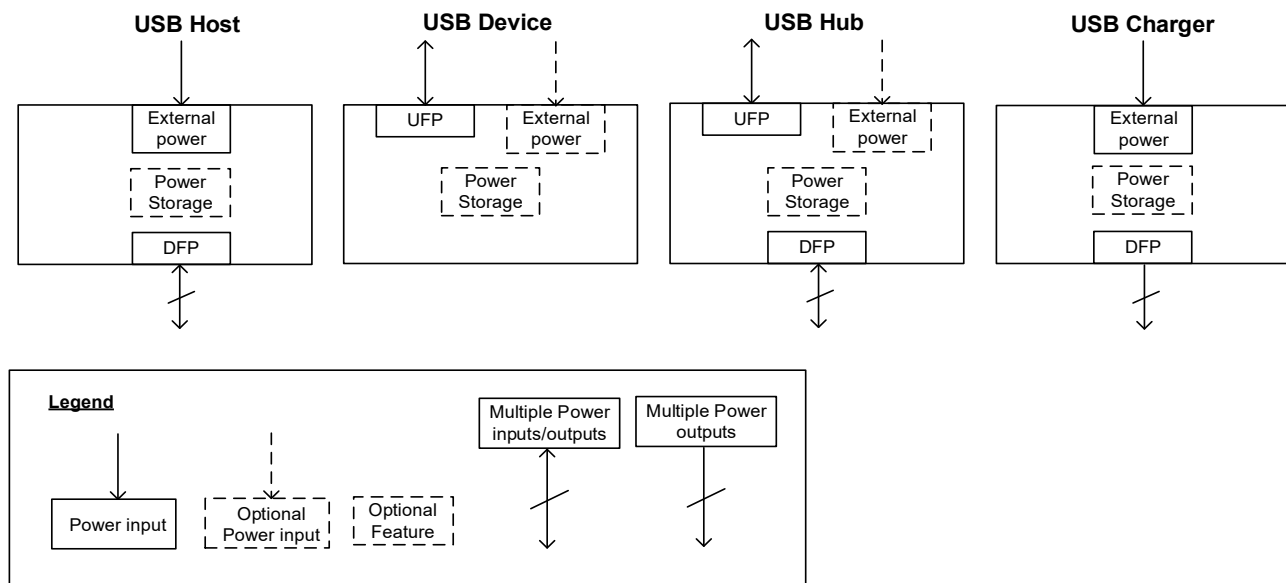 USB Host
USB Device
USB Hub
USB Charger
External
power
Power
Storage
DFP
UFP
External
power
Power
Storage
UFP
External
power
Power
Storage
DFP
External
power
Power
Storage
DFP
Legend
Power input
Optional
Power input
Optional
Feature
Multiple Power
inputs/outputs
Multiple Power
outputs